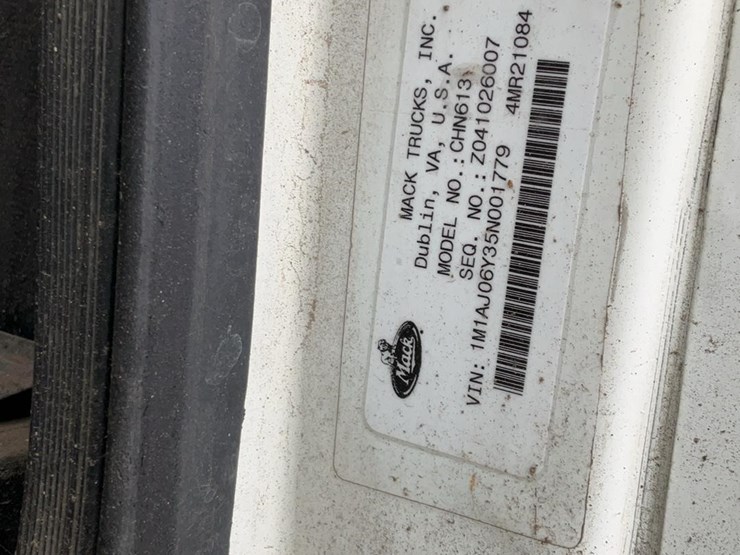 Mack
MACK TRUCKS, INC.
Dublin, VA, U.S.A.
MODEL NO.: CHN613
SEQ. NO.: Z041026007
VIN: 1M1AJ06Y35N001779 4MR21084